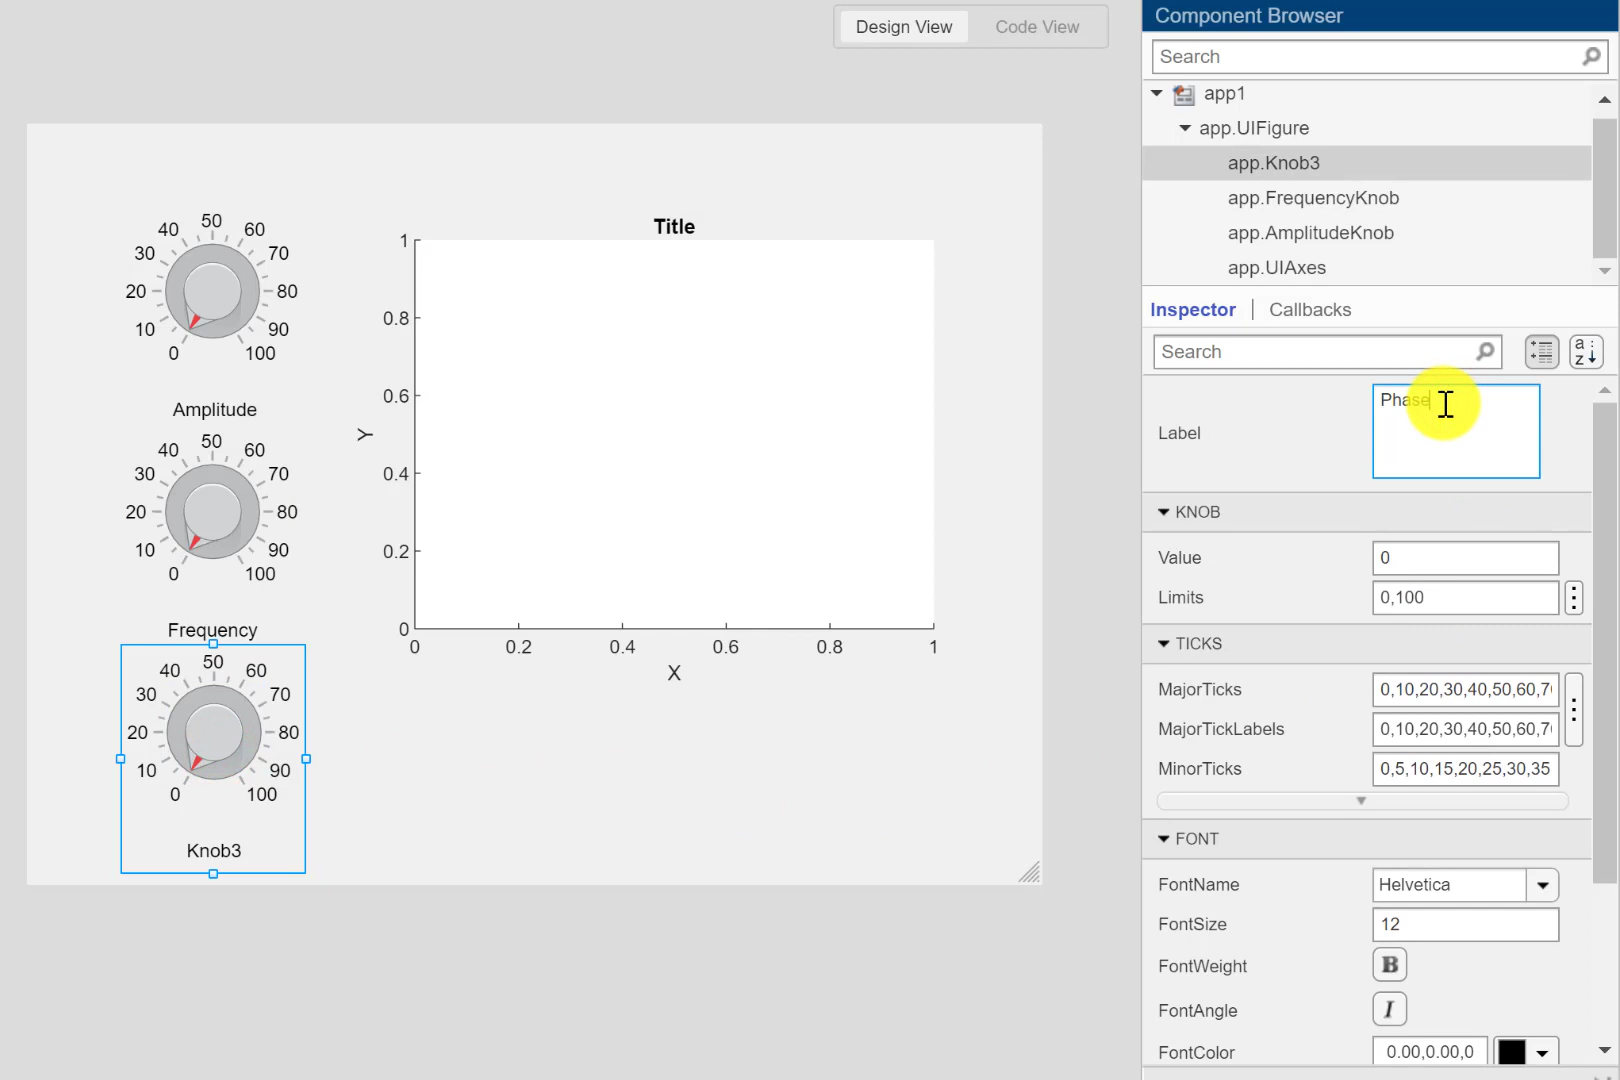 Design View Code View
Component Browser
Search
app1
app.UIFigure
app.Knob3
app.FrequencyKnob
app.AmplitudeKnob
app.UIAxes
Inspector | Callbacks
Search
a
z
Label Phase
KNOB
Value 0
Limits 0,100
TICKS
MajorTicks 0,10,20,30,40,50,60,7
MajorTickLabels 0,10,20,30,40,50,60,7
MinorTicks 0,5,10,15,20,25,30,35
FONT
FontName Helvetica
FontSize 12
FontWeight B
FontAngle I
FontColor 0.00,0.00,0
0 10 20 30 40 50 60 70 80 90 100
Amplitude
0 10 20 30 40 50 60 70 80 90 100
Frequency
0 10 20 30 40 50 60 70 80 90 100
Knob3
Title
1
0.8
0.6
Y
0.4
0.2
0
0 0.2 0.4 0.6 0.8 1
X